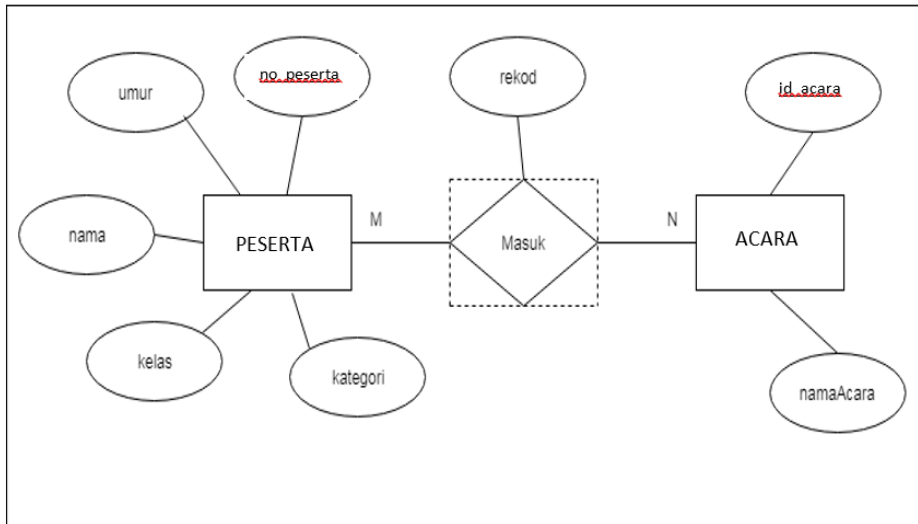 umur
no_peserta
rekod
id_acara
nama
PESERTA
M
Masuk
N
ACARA
kelas
kategori
namaAcara